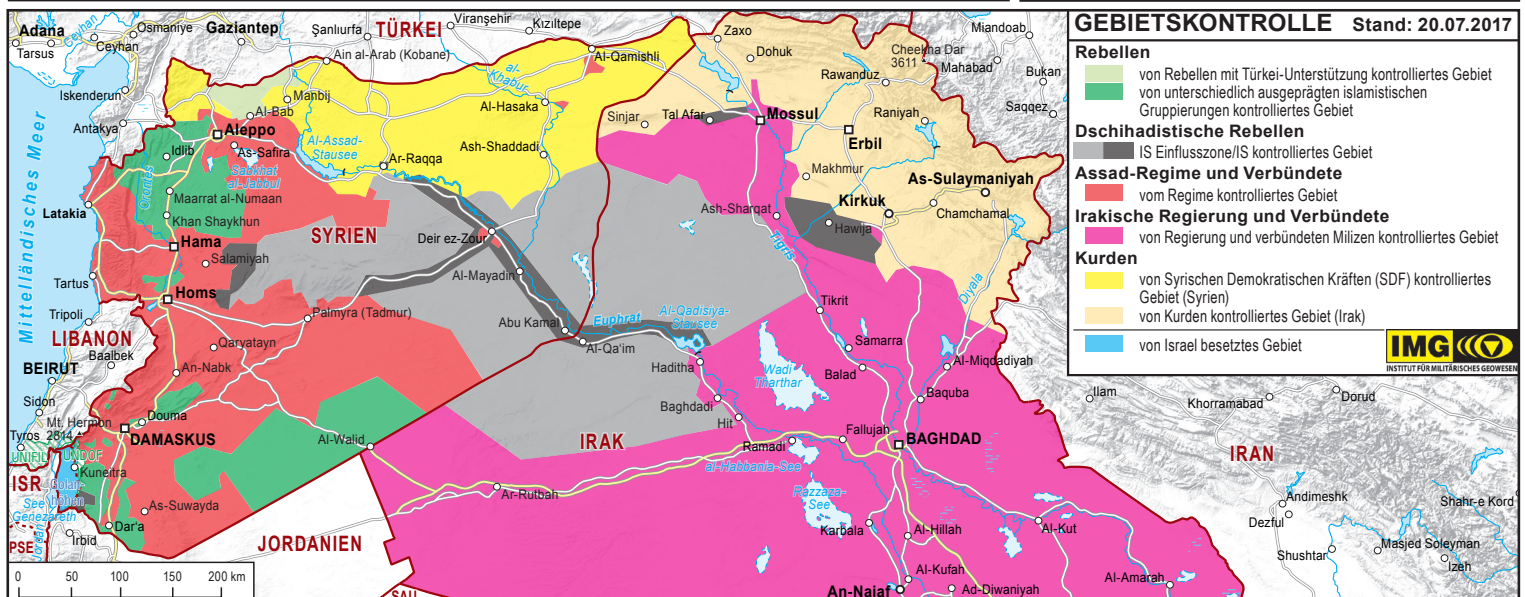 GEBIETSKONTROLLE Stand: 20.07.2017
Rebellen
von Rebellen mit Türkei-Unterstützung kontrolliertes Gebiet
von unterschiedlich ausgeprägten islamistischen
Gruppierungen kontrolliertes Gebiet
Dschihadistische Rebellen
IS Einflusszone/IS kontrolliertes Gebiet
Assad-Regime und Verbündete
vom Regime kontrolliertes Gebiet
Irakische Regierung und Verbündete
von Regierung und verbündeten Milizen kontrolliertes Gebiet
Kurden
von Syrischen Demokratischen Kräften (SDF) kontrolliertes
Gebiet (Syrien)
von Kurden kontrolliertes Gebiet (Irak)
von Israel besetztes Gebiet
IMG
INSTITUT FÜR MILITÄRISCHES GEOWESEN
Adana
Tarsus
Ceyhan
Ceyhan
Osmaniye
Gaziantep
Şanlıurfa
TÜRKEI
Viranşehir
Kızıltepe
Ain al-Arab (Kobane)
Al-Qamishli
Zaxo
Dohuk
Cheekha Dar
3611
Miandoab
Mahabad
Bukan
Saqqez
Rawanduz
Raniyah
Iskenderun
Antakya
Al-Bab
Manbij
al-
Khabur
Al-Hasaka
Sinjar
Tal Afar
Mossul
Erbil
Aleppo
As-Safira
Al-Assad-
Stausee
Ar-Raqqa
Ash-Shaddadi
Idlib
Sabkhat
al-Jabboul
Orontes
Maarrat al-Numaan
Khan Shaykhun
Latakia
Makhmur
As-Sulaymaniyah
Kirkuk
Chamchamal
Ash-Sharqat
Hawija
Tigris
Diyala
Mittelländisches Meer
Hama
Salamiyah
SYRIEN
Deir ez-Zour
Al-Mayadin
Tartus
Homs
Tripoli
Palmyra (Tadmur)
Abu Kamal
Euphrat
Al-Qadisiya-
Stausee
Al-Qa'im
Tikrit
Samarra
LIBANON
Baalbek
BEIRUT
Qaryatayn
An-Nabk
Haditha
Wadi
Tharthar
Balad
Al-Miqdadiyah
Baquba
Sidon
Mt. Hermon
2814
Douma
DAMASKUS
Baghdadi
Hit
Ilam
Khorramabad
Dorud
Tyros
UNIFIL
UNDOF
Kuneitra
Al-Walid
IRAK
Ramadi
Fallujah
BAGHDAD
IRAN
al-Habbania-See
ISR
Golan-
höhen
See
Genezareth
As-Suwayda
Ar-Rutbah
Razzaza-
See
Karbala
Al-Hillah
Al-Kut
Andimeshk
Dezful
Shahr-e Kord
Dar'a
Irbid
PSE
Jordan
JORDANIEN
Shushtar
Masjed Soleyman
Izeh
Al-Kufah
An-Najaf
Ad-Diwaniyah
Al-Amarah
SAU
0 50 100 150 200 km